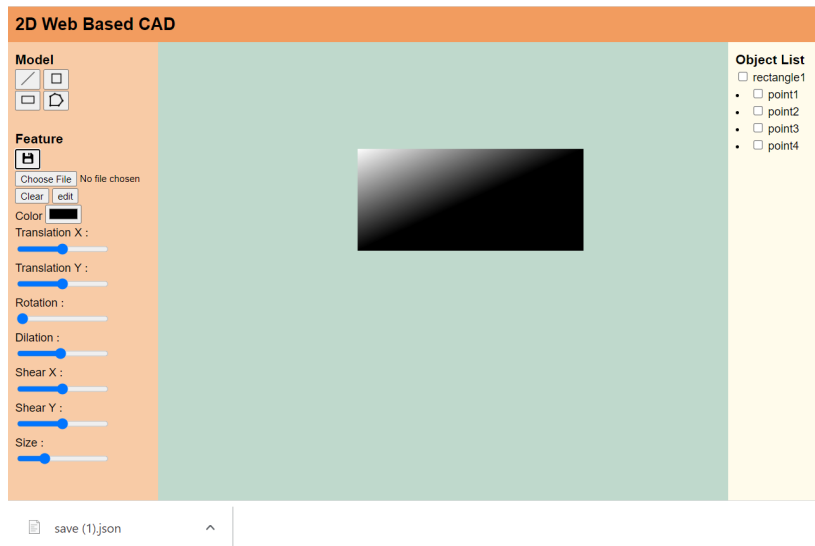 2D Web Based CAD
Model
Feature
Choose File No file chosen
Clear edit
Color
Translation X :
Translation Y :
Rotation :
Dilation :
Shear X :
Shear Y :
Size :
Object List
rectangle1
point1
point2
point3
point4
save (1).json